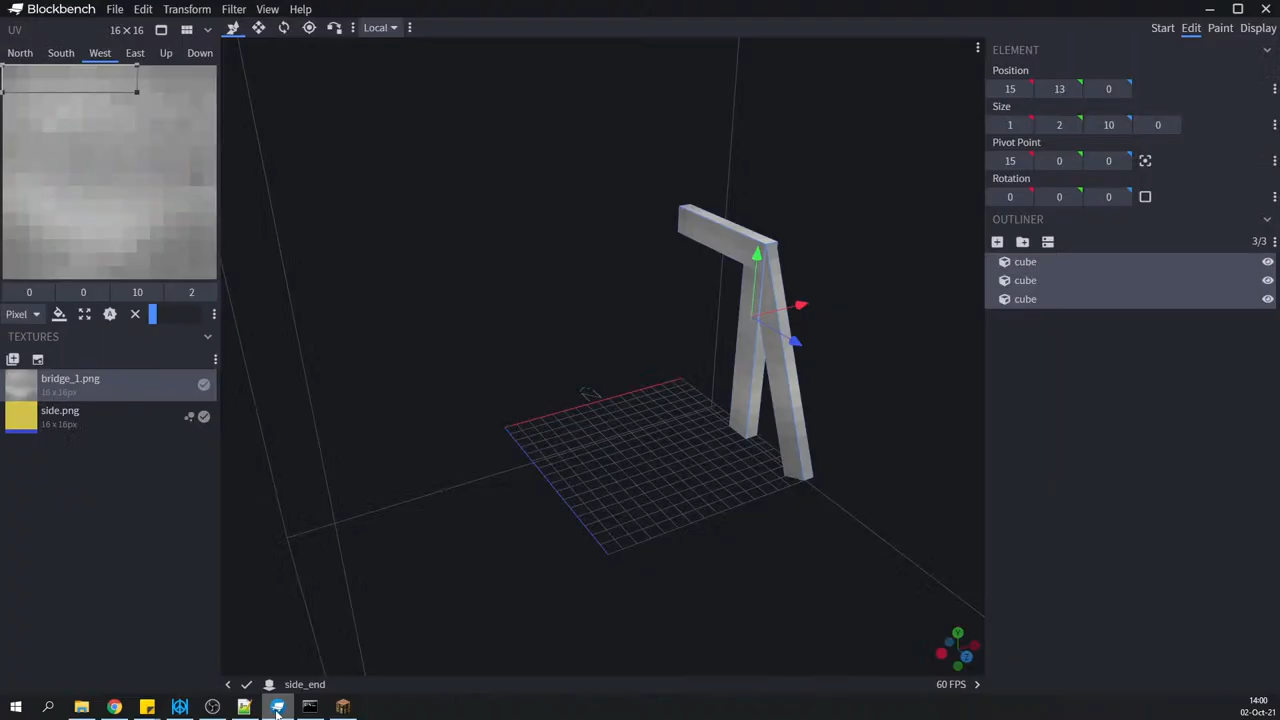 Blockbench File Edit Transform Filter View Help
UV 16×16 Local Start Edit Paint Display
North South West East Up Down
ELEMENT
Position
15 13 0
Size
1 2 10 0
Pivot Point
15 0 0
Rotation
0 0 0
OUTLINER
3/3
cube
cube
cube
0 0 10 2
Pixel
TEXTURES
bridge_1.png
16 x 16px
side.png
16 x 16px
Y
Z
side_end 60 FPS
14:00
02-Oct-21